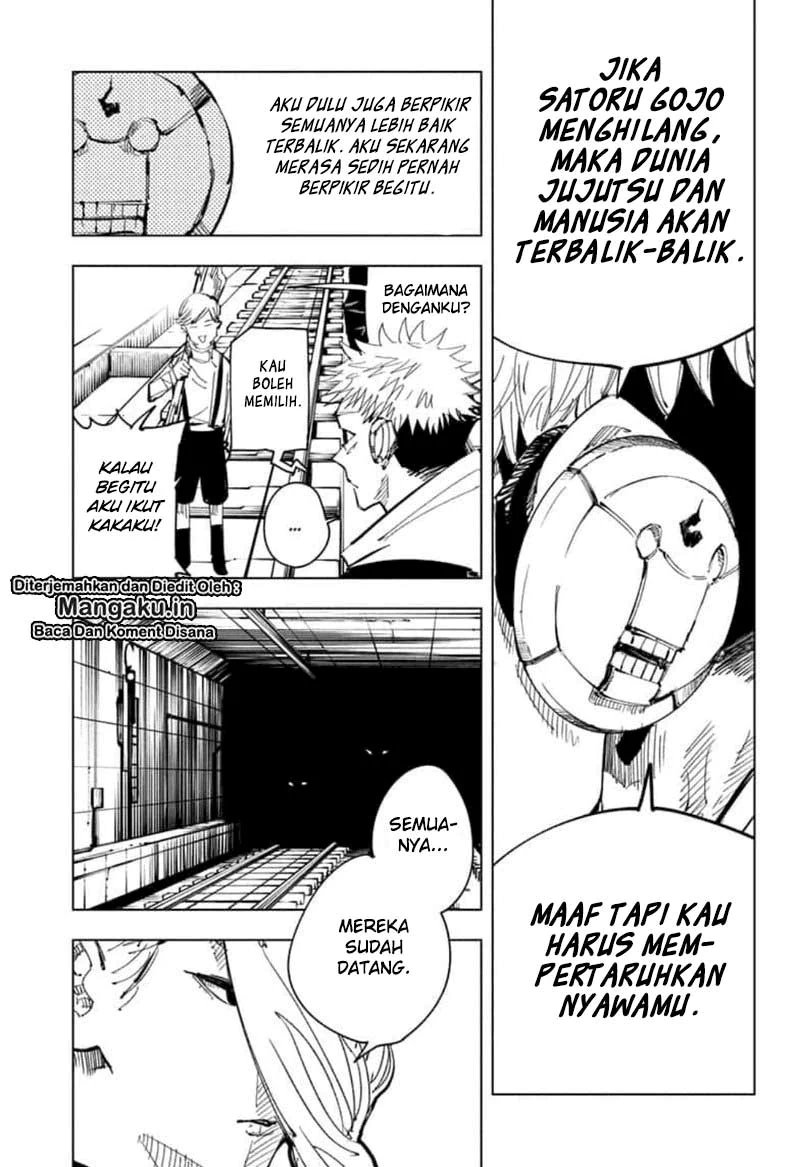 JIKA
SATORU GOJO
MENGHILANG,
MAKA DUNIA
JUJUTSU DAN
MANUSIA AKAN
TERBALIK-BALIK.
MAAF TAPI KAU
HARUS MEM-
PERTARUHKAN
NYAWAMU.
AKU DULU JUGA BERPIKIR
SEMUANYA LEBIH BAIK
TERBALIK. AKU SEKARANG
MERASA SEDIH PERNAH
BERPIKIR BEGITU.
BAGAIMANA
DENGANKU?
KAU
BOLEH
MEMILIH.
KALAU
BEGITU
AKU IKUT
KAKAKU!
...
Diterjemahkan dan Diedit Oleh :
Mangaku.in
Baca Dan Koment Disana
SEMUA-
NYA...
MEREKA
SUDAH
DATANG.